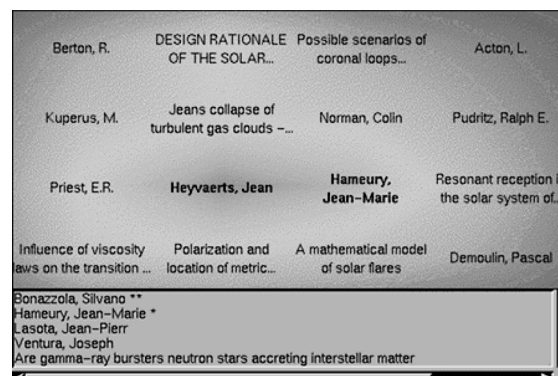 Berton, R.
DESIGN RATIONALE
OF THE SOLAR...
Possible scenarios of
coronal loops...
Acton, L.
Kuperus, M.
Jeans collapse of
turbulent gas clouds –...
Norman, Colin
Pudritz, Ralph E.
Priest, E.R.
Heyvaerts, Jean
Hameury,
Jean–Marie
Resonant reception i
the solar system of..
Influence of viscosity
laws on the transition ...
Polarization and
location of metric...
A mathematical model
of solar flares
Demoulin, Pascal
Bonazzola, Silvano **
Hameury, Jean–Marie *
Lasota, Jean–Pierr
Ventura, Joseph
Are gamma–ray bursters neutron stars accreting interstellar matter